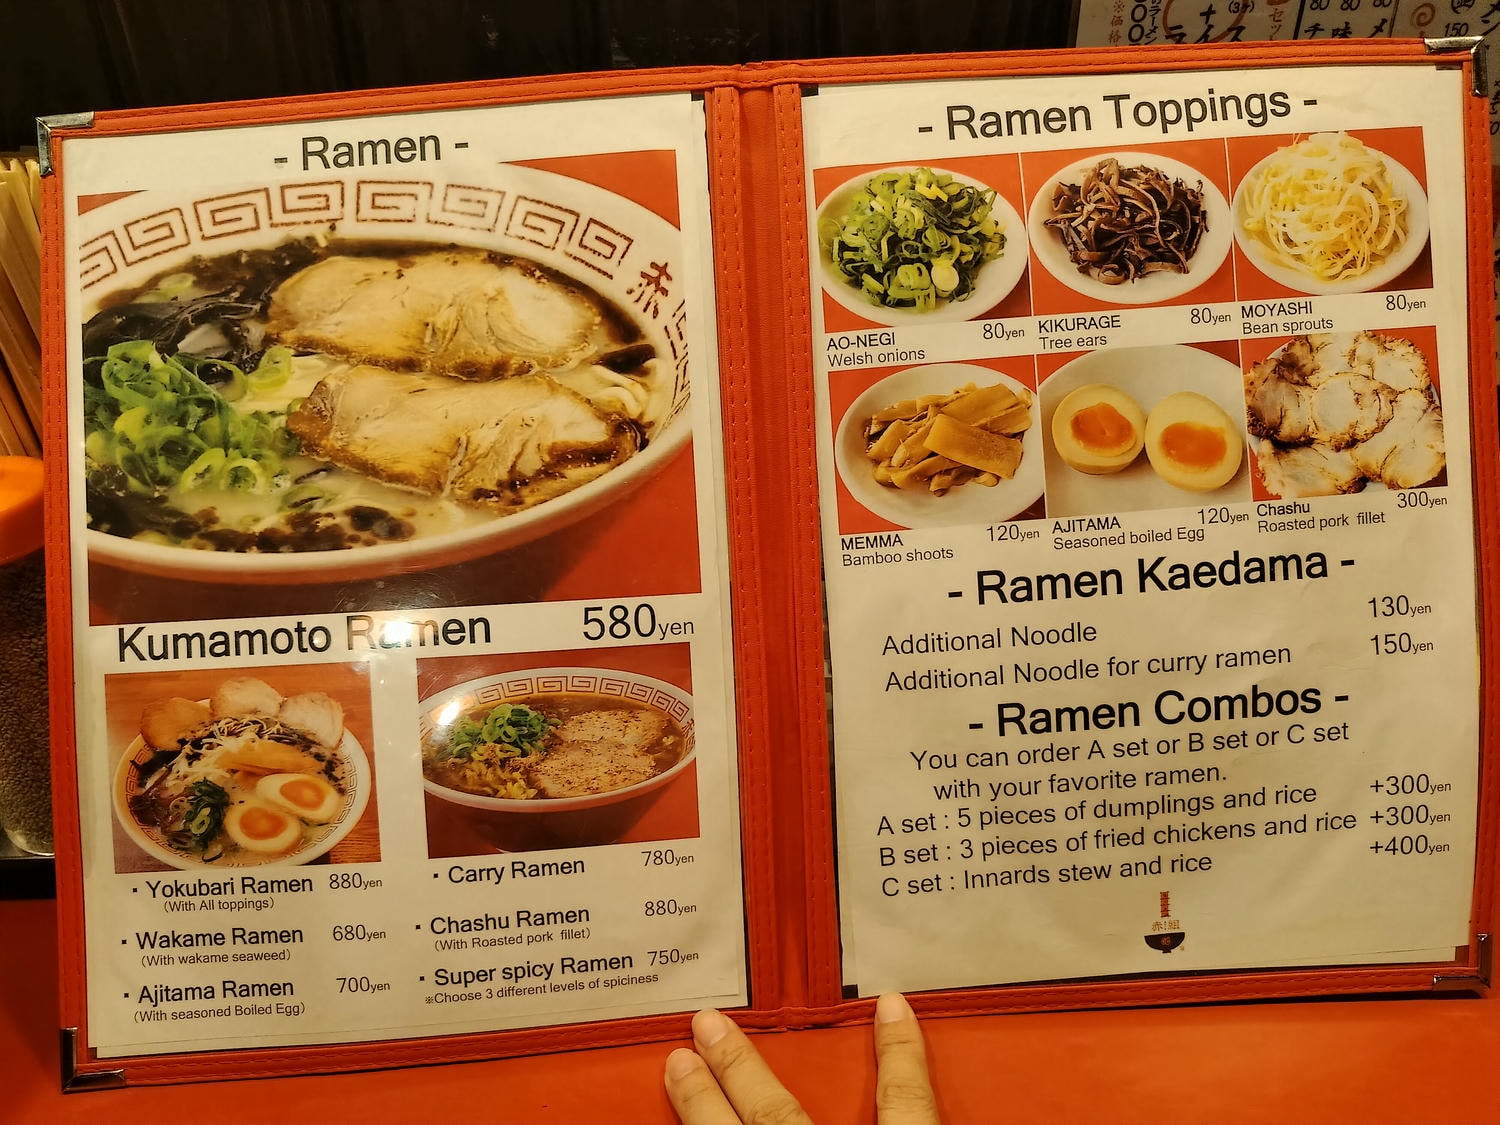 - Ramen -
赤
Kumamoto Ramen 580yen
・Yokubari Ramen 880yen
(With All toppings)
・Wakame Ramen 680yen
(With wakame seaweed)
・Ajitama Ramen 700yen
(With seasoned Boiled Egg)
・Carry Ramen 780yen
・Chashu Ramen 880yen
(With Roasted pork fillet)
・Super spicy Ramen 750yen
※Choose 3 different levels of spiciness
- Ramen Toppings -
AO-NEGI 80yen
Welsh onions
KIKURAGE 80yen
Tree ears
MOYASHI 80yen
Bean sprouts
MEMMA 120yen
Bamboo shoots
AJITAMA 120yen
Seasoned boiled Egg
Chashu 300yen
Roasted pork fillet
- Ramen Kaedama -
Additional Noodle 130yen
Additional Noodle for curry ramen 150yen
- Ramen Combos -
You can order A set or B set or C set
with your favorite ramen.
A set : 5 pieces of dumplings and rice +300yen
B set : 3 pieces of fried chickens and rice +300yen
C set : Innards stew and rice +400yen